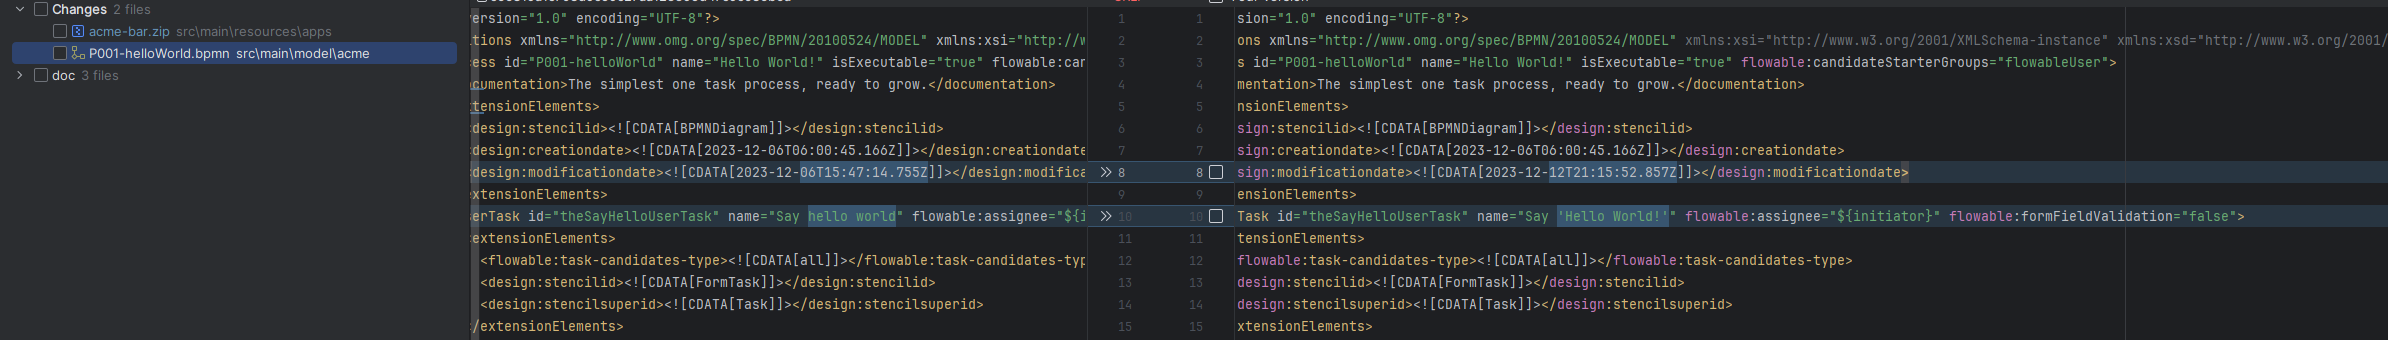 Changes 2 files
acme-bar.zip src\main\resources\apps
P001-helloWorld.bpmn src\main\model\acme
doc 3 files
version="1.0" encoding="UTF-8"?>
tions xmlns="http://www.omg.org/spec/BPMN/20100524/MODEL" xmlns:xsi="http://w
cess id="P001-helloWorld" name="Hello World!" isExecutable="true" flowable:can
cumentation>The simplest one task process, ready to grow.</documentation>
xtensionElements>
<design:stencilid><![CDATA[BPMNDiagram]]></design:stencilid>
<design:creationdate><![CDATA[2023-12-06T06:00:45.166Z]]></design:creationdate
<design:modificationdate><![CDATA[2023-12-06T15:47:14.755Z]]></design:modifica
extensionElements>
serTask id="theSayHelloUserTask" name="Say hello world" flowable:assignee="${i
<extensionElements>
<flowable:task-candidates-type><![CDATA[all]]></flowable:task-candidates-typ
<design:stencilid><![CDATA[FormTask]]></design:stencilid>
<design:stencilsuperid><![CDATA[Task]]></design:stencilsuperid>
</extensionElements>
1 1
2 2
3 3
4 4
5 5
6 6
7 7
8 8
9 9
10 10
11 11
12 12
13 13
14 14
15 15
sion="1.0" encoding="UTF-8"?>
ons xmlns="http://www.omg.org/spec/BPMN/20100524/MODEL" xmlns:xsi="http://www.w3.org/2001/XMLSchema-instance" xmlns:xsd="http://www.w3.org/2001/
s id="P001-helloWorld" name="Hello World!" isExecutable="true" flowable:candidateStarterGroups="flowableUser">
mentation>The simplest one task process, ready to grow.</documentation>
nsionElements>
sign:stencilid><![CDATA[BPMNDiagram]]></design:stencilid>
sign:creationdate><![CDATA[2023-12-06T06:00:45.166Z]]></design:creationdate>
sign:modificationdate><![CDATA[2023-12-12T21:15:52.857Z]]></design:modificationdate>
ensionElements>
Task id="theSayHelloUserTask" name="Say 'Hello World!'" flowable:assignee="${initiator}" flowable:formFieldValidation="false">
tensionElements>
flowable:task-candidates-type><![CDATA[all]]></flowable:task-candidates-type>
design:stencilid><![CDATA[FormTask]]></design:stencilid>
design:stencilsuperid><![CDATA[Task]]></design:stencilsuperid>
xtensionElements>